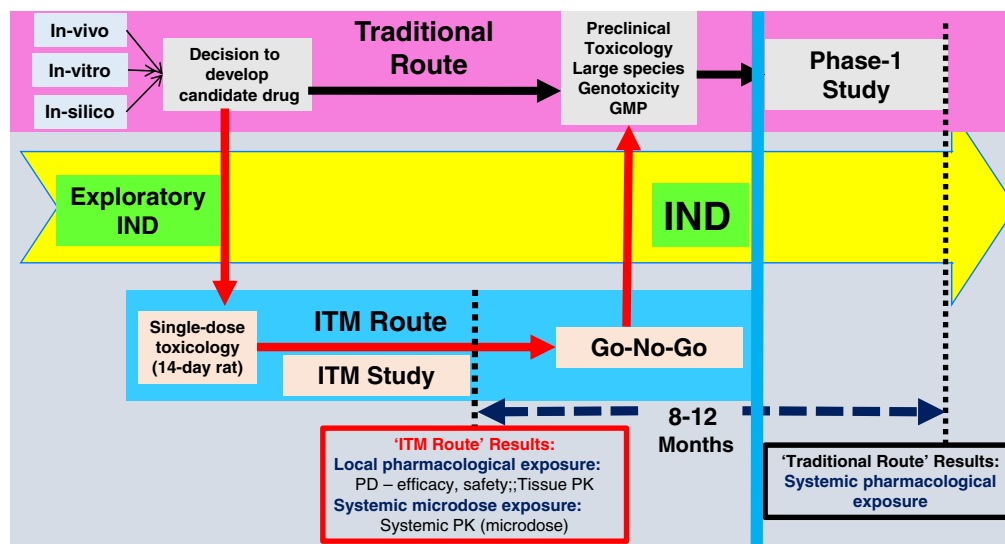 In-vivo
In-vitro
In-silico
Decision to
develop
candidate drug
Traditional
Route
Preclinical
Toxicology
Large species
Genotoxicity
GMP
Phase-1
Study
Exploratory
IND
IND
Single-dose
toxicology
(14-day rat)
ITM Route
ITM Study
Go-No-Go
8-12
Months
‘ITM Route’ Results:
Local pharmacological exposure:
PD – efficacy, safety;;Tissue PK
Systemic microdose exposure:
Systemic PK (microdose)
‘Traditional Route’ Results:
Systemic pharmacological
exposure